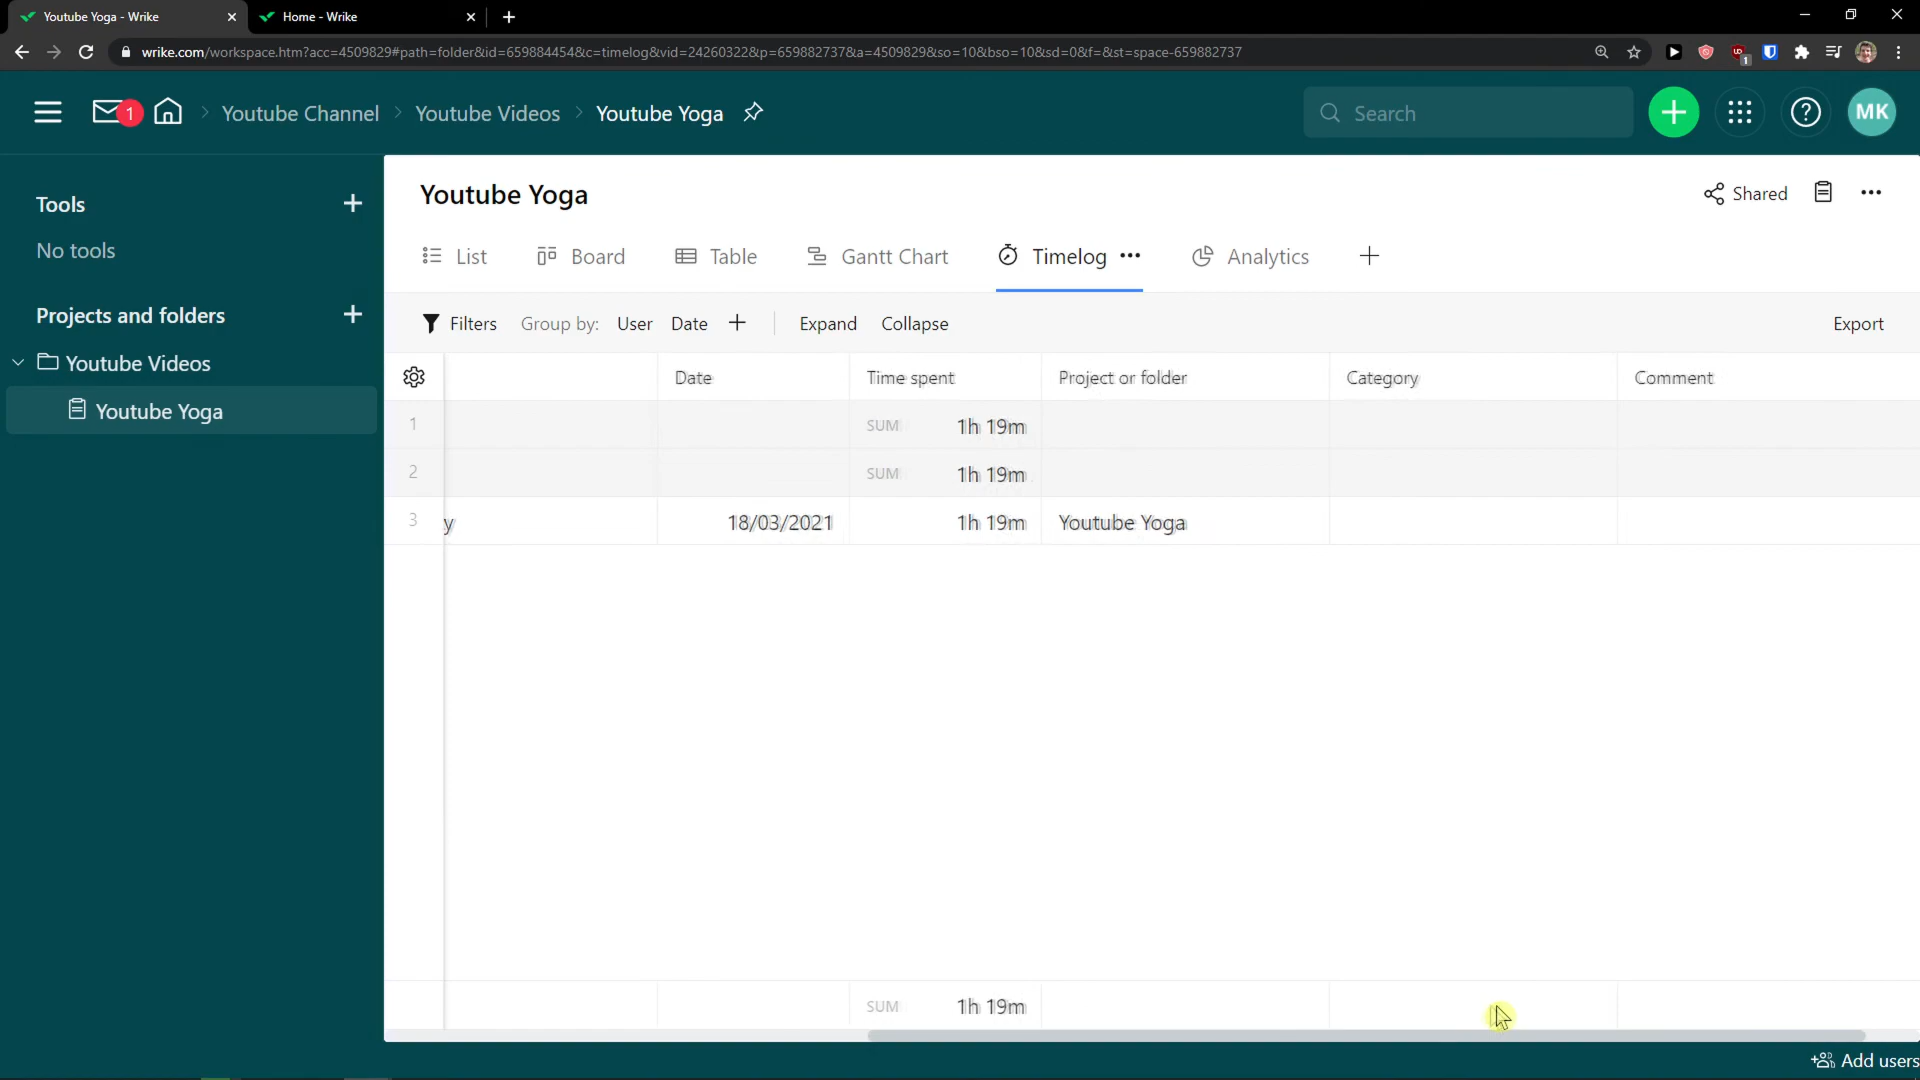 Youtube Yoga - Wrike
Home - Wrike
wrike.com/workspace.htm?acc=4509829#path=folder&id=659884454&c=timelog&vid=24260322&p=659882737&a=4509829&so=10&bso=10&sd=0&f=&st=space-659882737
1
1
Youtube Channel
Youtube Videos
Youtube Yoga
Search
MK
Tools
No tools
Projects and folders
Youtube Videos
Youtube Yoga
Youtube Yoga
Shared
List
Board
Table
Gantt Chart
Timelog
Analytics
Filters
Group by:
User
Date
Expand
Collapse
Export
Date
Time spent
Project or folder
Category
Comment
1
SUM
1h 19m
2
SUM
1h 19m
3
y
18/03/2021
1h 19m
Youtube Yoga
SUM
1h 19m
Add users